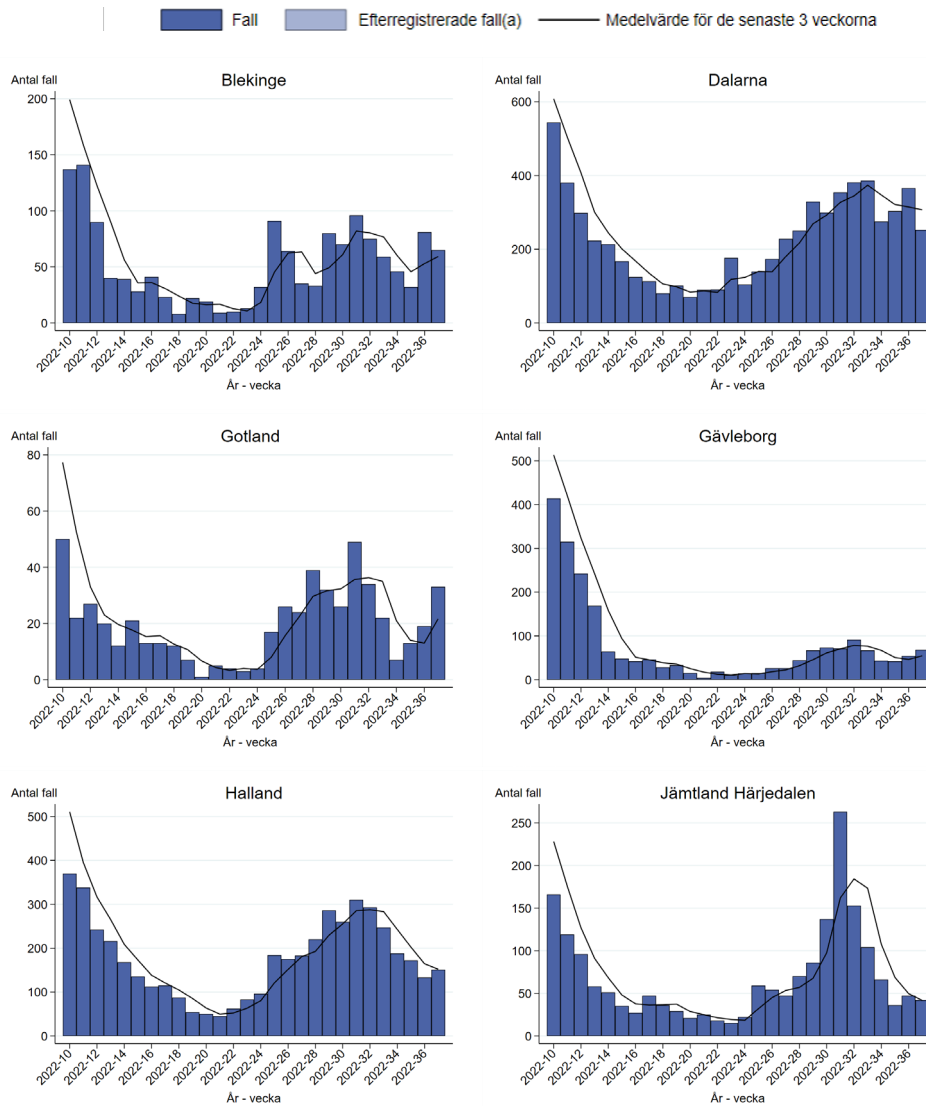 Fall Efterregistrerade fall(a) Medelvärde för de senaste 3 veckorna
Antal fall
Blekinge
200
150
100
50
0
2022-10 2022-12 2022-14 2022-16 2022-18 2022-20 2022-22 2022-24 2022-26 2022-28 2022-30 2022-32 2022-34 2022-36
År - vecka
Antal fall
Dalarna
600
400
200
0
2022-10 2022-12 2022-14 2022-16 2022-18 2022-20 2022-22 2022-24 2022-26 2022-28 2022-30 2022-32 2022-34 2022-36
År - vecka
Antal fall
Gotland
80
60
40
20
0
2022-10 2022-12 2022-14 2022-16 2022-18 2022-20 2022-22 2022-24 2022-26 2022-28 2022-30 2022-32 2022-34 2022-36
År - vecka
Antal fall
Gävleborg
500
400
300
200
100
0
2022-10 2022-12 2022-14 2022-16 2022-18 2022-20 2022-22 2022-24 2022-26 2022-28 2022-30 2022-32 2022-34 2022-36
År - vecka
Antal fall
Halland
500
400
300
200
100
0
2022-10 2022-12 2022-14 2022-16 2022-18 2022-20 2022-22 2022-24 2022-26 2022-28 2022-30 2022-32 2022-34 2022-36
År - vecka
Antal fall
Jämtland Härjedalen
250
200
150
100
50
0
2022-10 2022-12 2022-14 2022-16 2022-18 2022-20 2022-22 2022-24 2022-26 2022-28 2022-30 2022-32 2022-34 2022-36
År - vecka